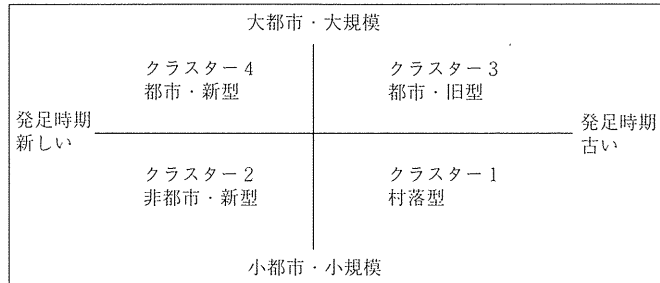 大都市・大規模
クラスター4
都市・新型
クラスター3
都市・旧型
発足時期
新しい
発足時期
古い
クラスター2
非都市・新型
クラスター1
村落型
小都市・小規模